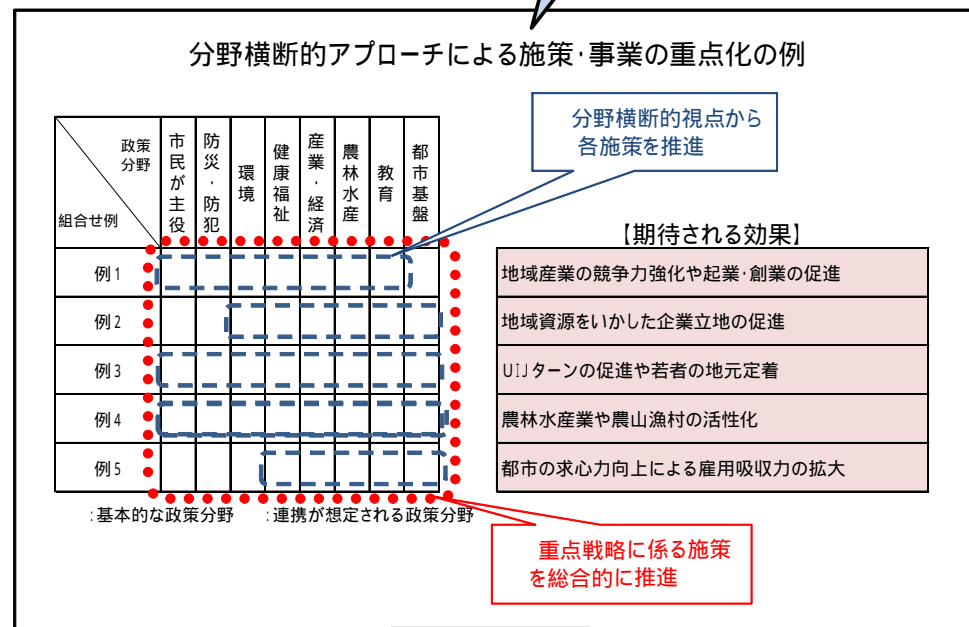 分野横断的アプローチによる施策・事業の重点化の例
分野横断的視点から
各施策を推進
政策
分野
組合せ例
市民が主役
防災・防犯
環境
健康福祉
産業・経済
農林水産
教育
都市基盤
【期待される効果】
例1
地域産業の競争力強化や起業・創業の促進
例2
地域資源をいかした企業立地の促進
例3
UIJターンの促進や若者の地元定着
例4
農林水産業や農山漁村の活性化
例5
都市の求心力向上による雇用吸収力の拡大
:基本的な政策分野 :連携が想定される政策分野
重点戦略に係る施策
を総合的に推進